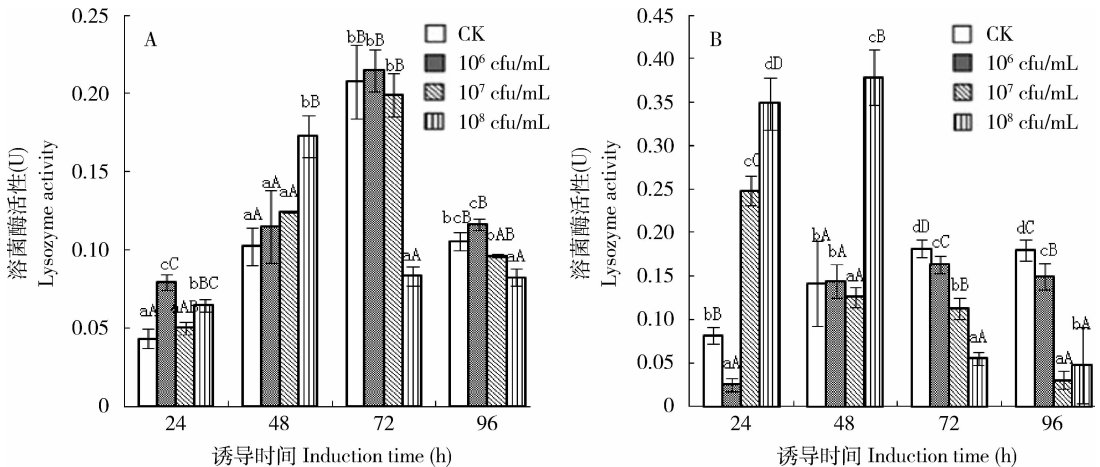 A
CK
10⁶ cfu/mL
10⁷ cfu/mL
10⁸ cfu/mL
溶菌酶活性(U)
Lysozyme activity
0.25
0.20
0.15
0.10
0.05
0
aA cC aAB bBC
aA aA aA bB
bB bB bB aA
bcB cB bAB aA
24 48 72 96
诱导时间 Induction time (h)
B
CK
10⁶ cfu/mL
10⁷ cfu/mL
10⁸ cfu/mL
溶菌酶活性(U)
Lysozyme activity
0.45
0.40
0.35
0.30
0.25
0.20
0.15
0.10
0.05
0
bB aA cC dD
bA bA aA cB
dD cC bB aA
dC cB aA bA
24 48 72 96
诱导时间 Induction time (h)